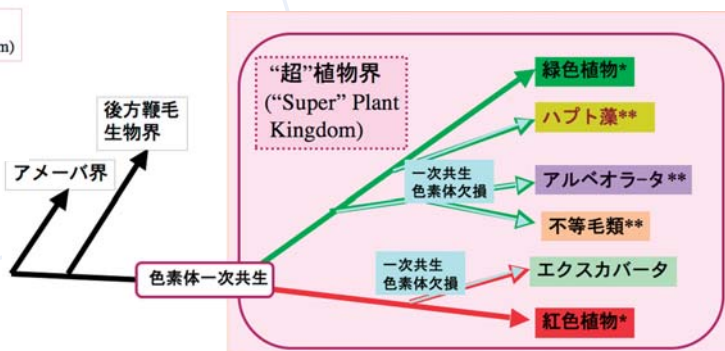 m)
"超"植物界
("Super" Plant
Kingdom)
後方鞭毛
生物界
アメーバ界
色素体一次共生
緑色植物*
ハプト藻**
一次共生
色素体欠損
アルベオラータ**
不等毛類**
一次共生
色素体欠損
エクスカバータ
紅色植物*